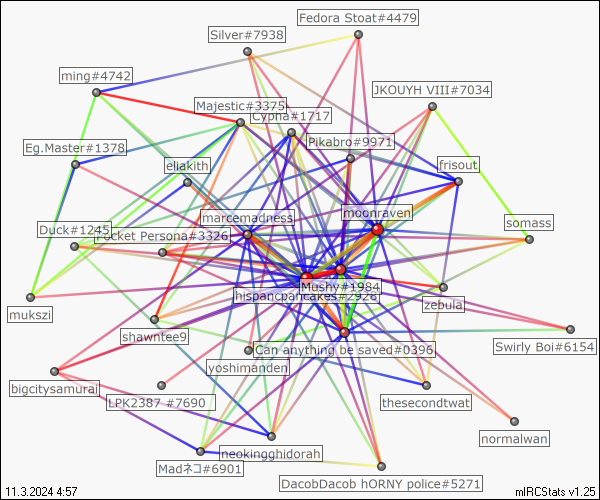 Fedora Stoat#4479
Silver#7938
ming#4742
JKOUYH VIII#7034
Majestic#3375
Cypha#1717
Pikabro#9971
Eg.Master#1378
eliakith
frisout
marcemadness
moonraven
somass
Duck#1245
Pocket Persona#3326
Mushy#1984
hispanicpancakes#2928
zebula
mukszi
shawntee9
Can anything be saved#0396
Swirly Boi#6154
yoshimanden
bigcitysamurai
LPK2387 #7690
thesecondtwat
normalwan
neokingghidorah
Madネコ#6901
DacobDacob hORNY police#5271
11.3.2024 4:57
mIRCStats v1.25